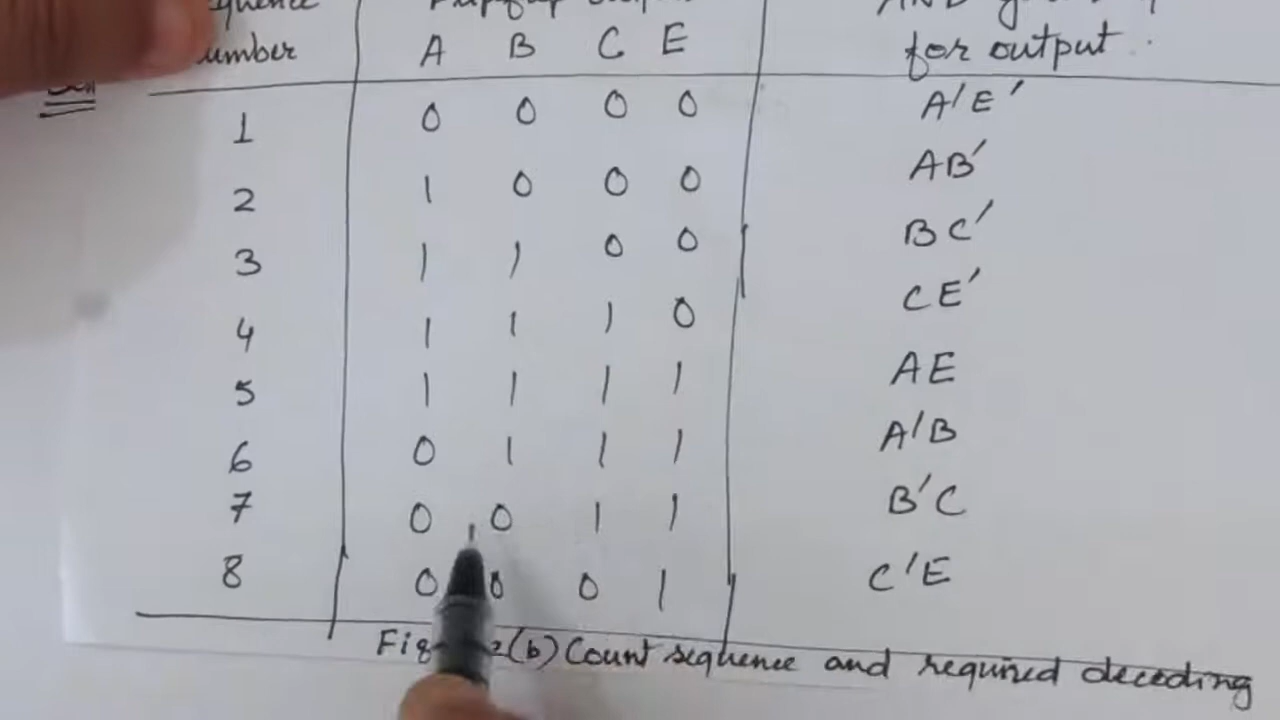 number A B C E for output
1 0 0 0 0 A'E'
2 1 0 0 0 AB'
3 1 1 0 0 BC'
4 1 1 1 0 CE'
5 1 1 1 1 AE
6 0 1 1 1 A'B
7 0 0 1 1 B'C
8 0 0 0 1 C'E
(b) Count sequence and required decoding